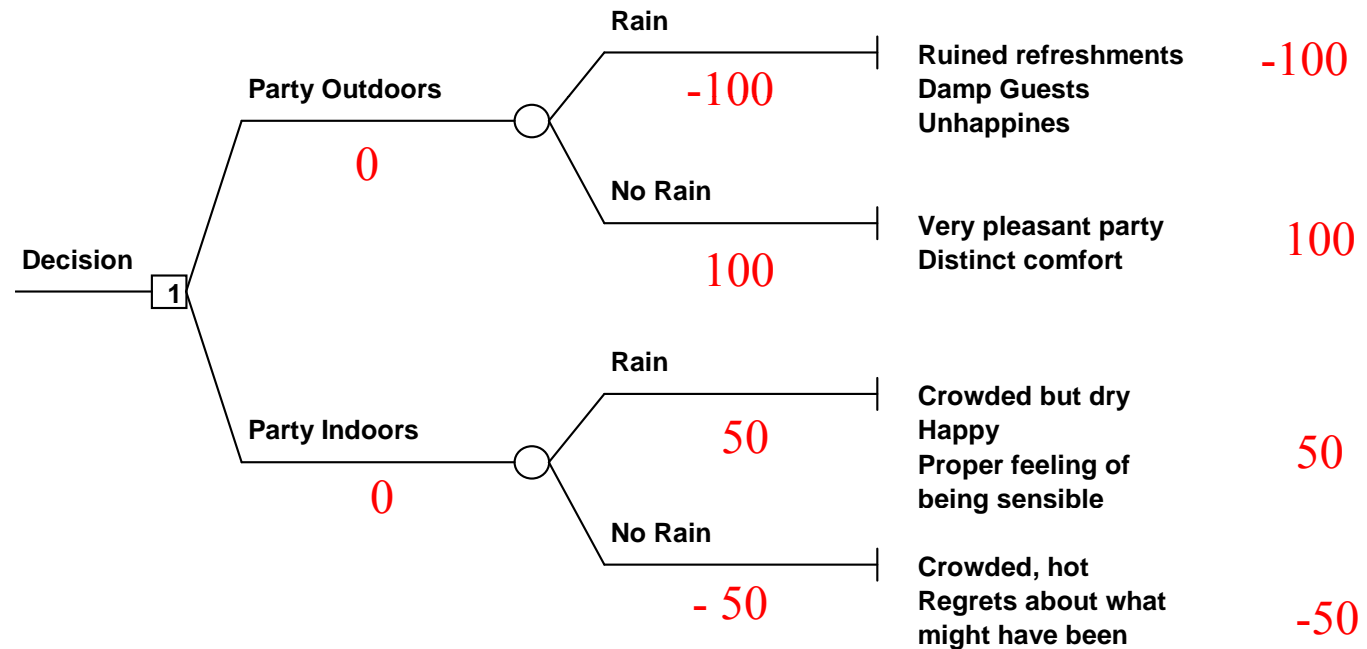 Rain
Ruined refreshments
-100
-100
Damp Guests
Party Outdoors
Unhappines
0
No Rain
Very pleasant party
100
Decision
Distinct comfort
100
1
Rain
Crowded but dry
Party Indoors
Happy
50
50
Proper feeling of
being sensible
0
No Rain
Crowded, hot
- 50
Regrets about what
-50
might have been